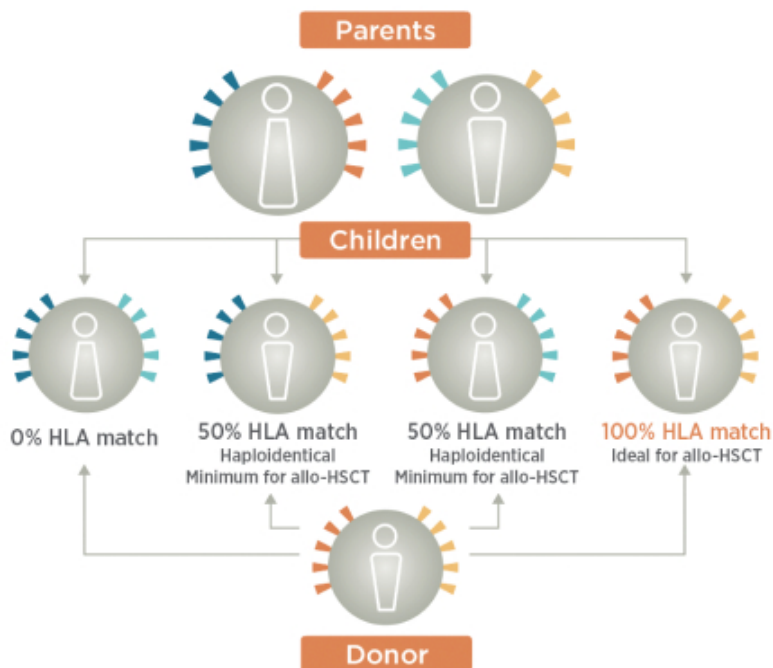 Parents
Children
0% HLA match
50% HLA match
Haploidentical
Minimum for allo-HSCT
50% HLA match
Haploidentical
Minimum for allo-HSCT
100% HLA match
Ideal for allo-HSCT
Donor